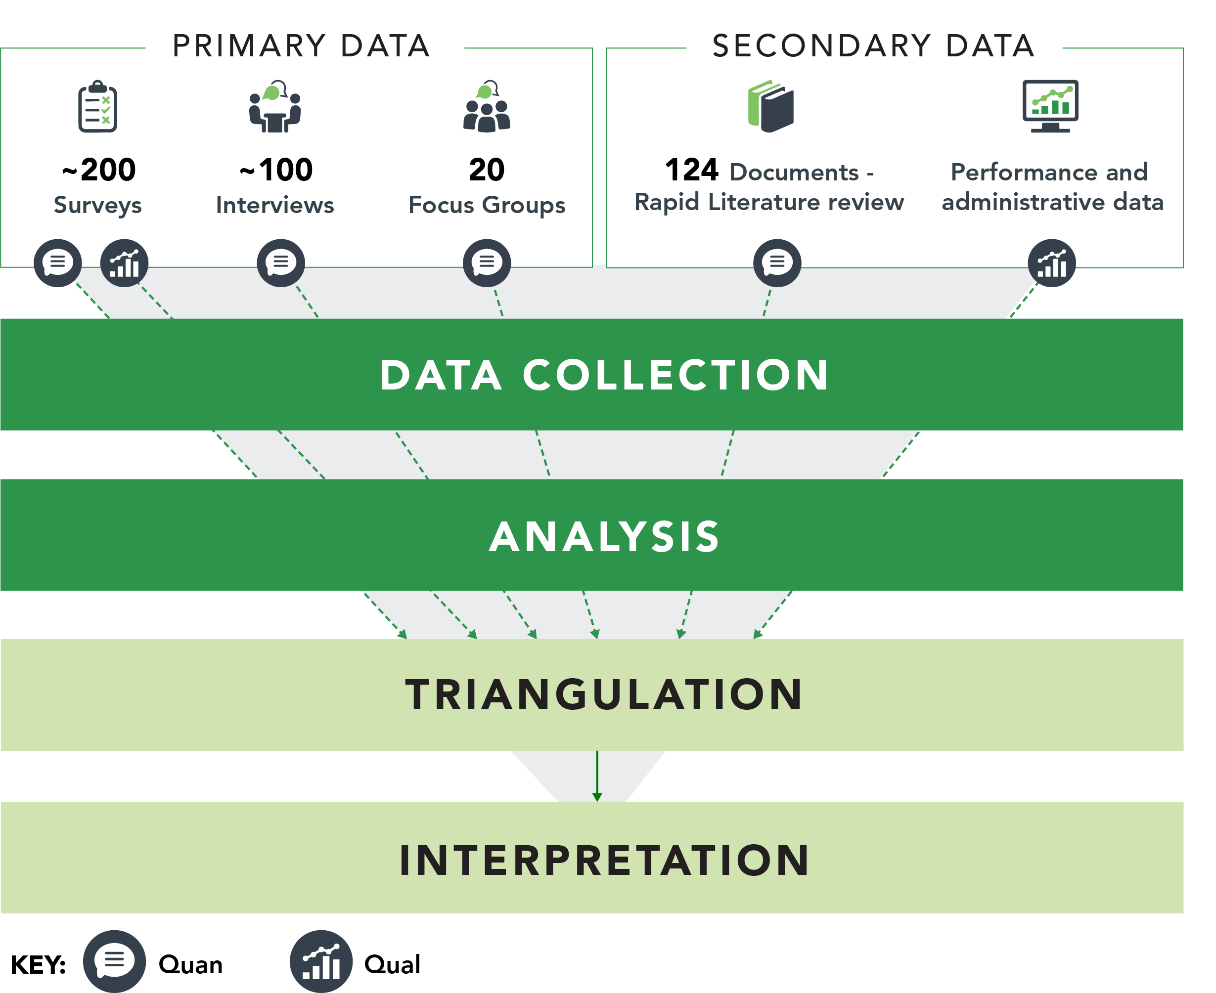 PRIMARY DATA
~200
Surveys
~100
Interviews
20
Focus Groups
SECONDARY DATA
124 Documents -
Rapid Literature review
Performance and
administrative data
DATA COLLECTION
ANALYSIS
TRIANGULATION
INTERPRETATION
KEY: Quan Qual